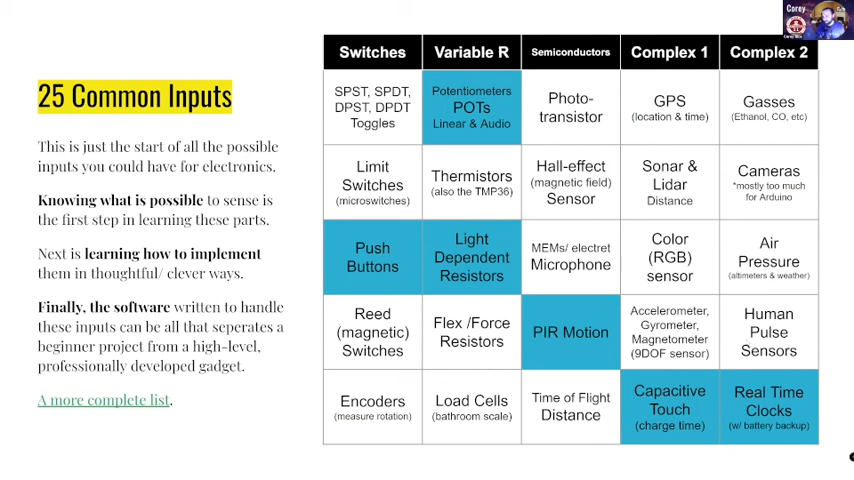 Corey
25 Common Inputs
This is just the start of all the possible
inputs you could have for electronics.
Knowing what is possible to sense is
the first step in learning these parts.
Next is learning how to implement
them in thoughtful/ clever ways.
Finally, the software written to handle
these inputs can be all that seperates a
beginner project from a high-level,
professionally developed gadget.
A more complete list.
Switches
Variable R
Semiconductors
Complex 1
Complex 2
SPST, SPDT,
DPST, DPDT
Toggles
Potentiometers
POTs
Linear & Audio
Photo-
transistor
GPS
(location & time)
Gasses
(Ethanol, CO, etc)
Limit
Switches
(microswitches)
Thermistors
(also the TMP36)
Hall-effect
(magnetic field)
Sensor
Sonar &
Lidar
Distance
Cameras
*mostly too much
for Arduino
Push
Buttons
Light
Dependent
Resistors
MEMs/ electret
Microphone
Color
(RGB)
sensor
Air
Pressure
(altimeters & weather)
Reed
(magnetic)
Switches
Flex /Force
Resistors
PIR Motion
Accelerometer,
Gyrometer,
Magnetometer
(9DOF sensor)
Human
Pulse
Sensors
Encoders
(measure rotation)
Load Cells
(bathroom scale)
Time of Flight
Distance
Capacitive
Touch
(charge time)
Real Time
Clocks
(w/ battery backup)